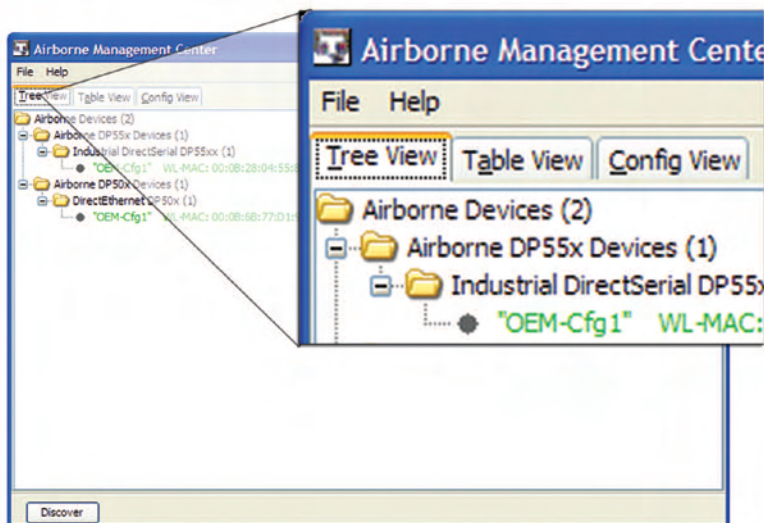 Airborne Management Center
File Help
Tree View Table View Config View
Airborne Devices (2)
Airborne DP55x Devices (1)
Industrial DirectSerial DP55xx (1)
"OEM-Cfg1" WL-MAC: 00:0B:28:04:55:
Airborne DP50x Devices (1)
DirectEthernet DP50x (1)
"OEM-Cfg1" WL-MAC: 00:0B:6B:77:D1:
Discover
Airborne Management Cente
File Help
Tree View Table View Config View
Airborne Devices (2)
Airborne DP55x Devices (1)
Industrial DirectSerial DP55x
"OEM-Cfg1" WL-MAC: